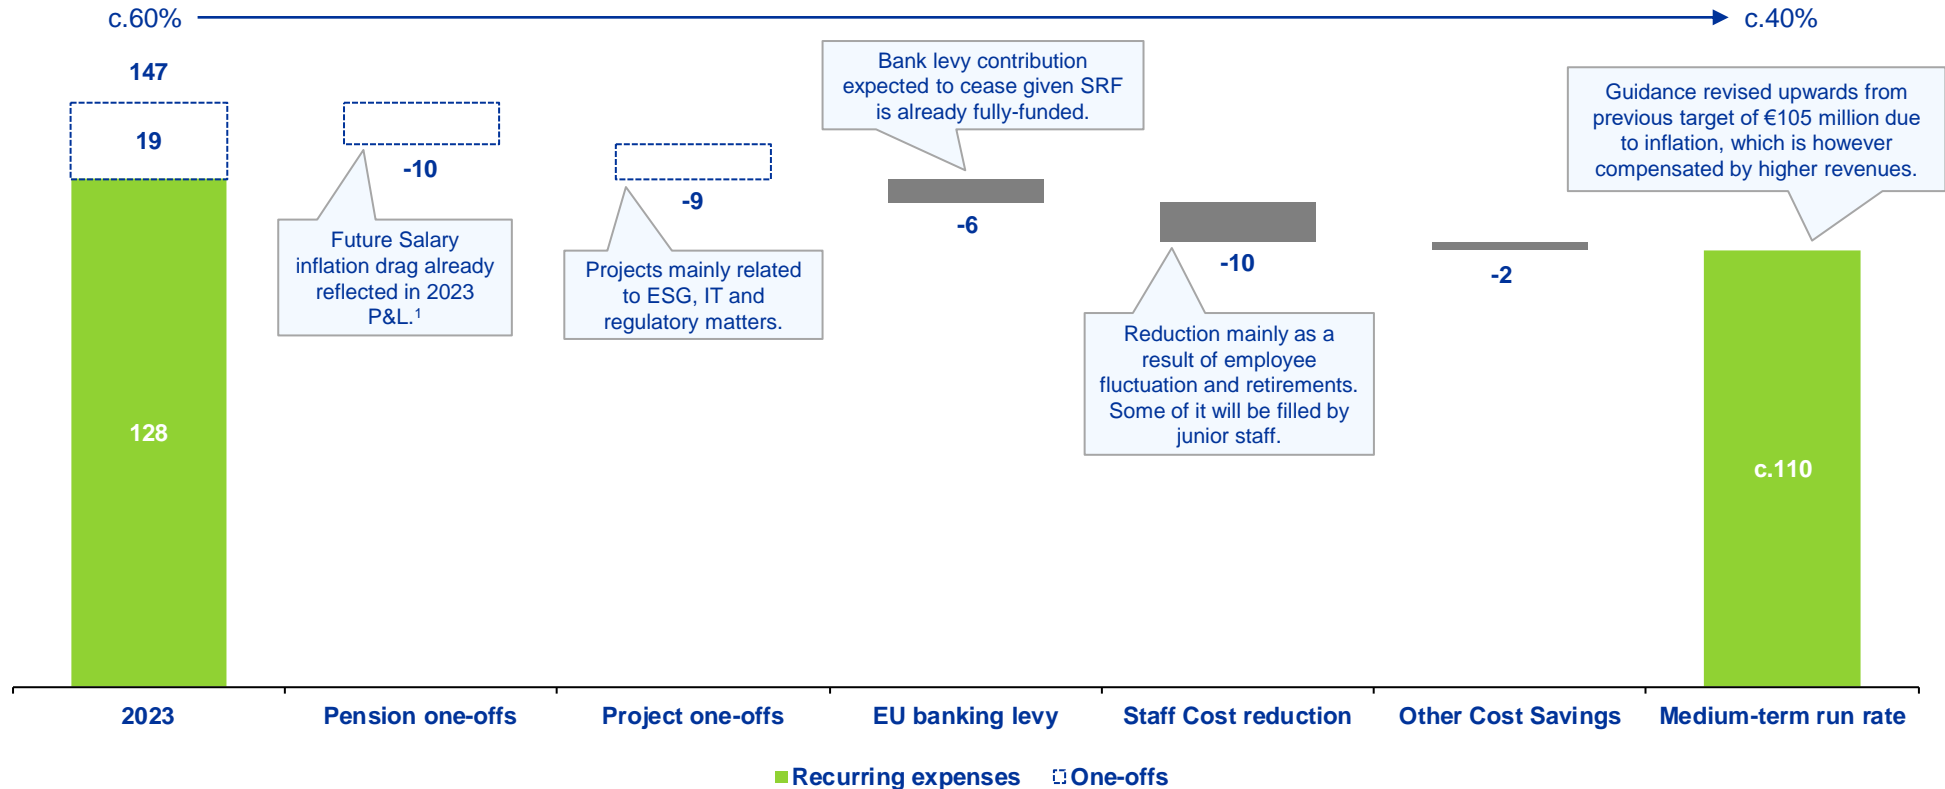 c.60%
c.40%
147
19
128
-10
Future Salary
inflation drag already
reflected in 2023
P&L.¹
-9
Projects mainly related
to ESG, IT and
regulatory matters.
Bank levy contribution
expected to cease given SRF
is already fully-funded.
-6
-10
Reduction mainly as a
result of employee
fluctuation and retirements.
Some of it will be filled by
junior staff.
-2
Guidance revised upwards from
previous target of €105 million due
to inflation, which is however
compensated by higher revenues.
c.110
2023
Pension one-offs
Project one-offs
EU banking levy
Staff Cost reduction
Other Cost Savings
Medium-term run rate
Recurring expenses
One-offs